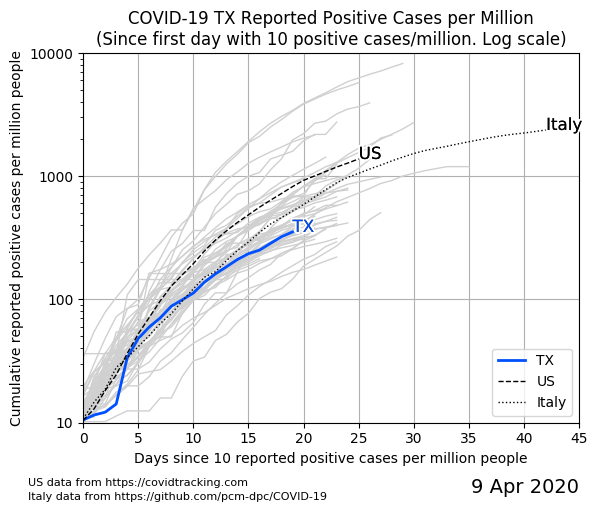 COVID-19 TX Reported Positive Cases per Million
(Since first day with 10 positive cases/million. Log scale)
Cumulative reported positive cases per million people
10000
1000
100
10
Italy
US
TX
TX
US
Italy
0 5 10 15 20 25 30 35 40 45
Days since 10 reported positive cases per million people
US data from https://covidtracking.com
Italy data from https://github.com/pcm-dpc/COVID-19
9 Apr 2020